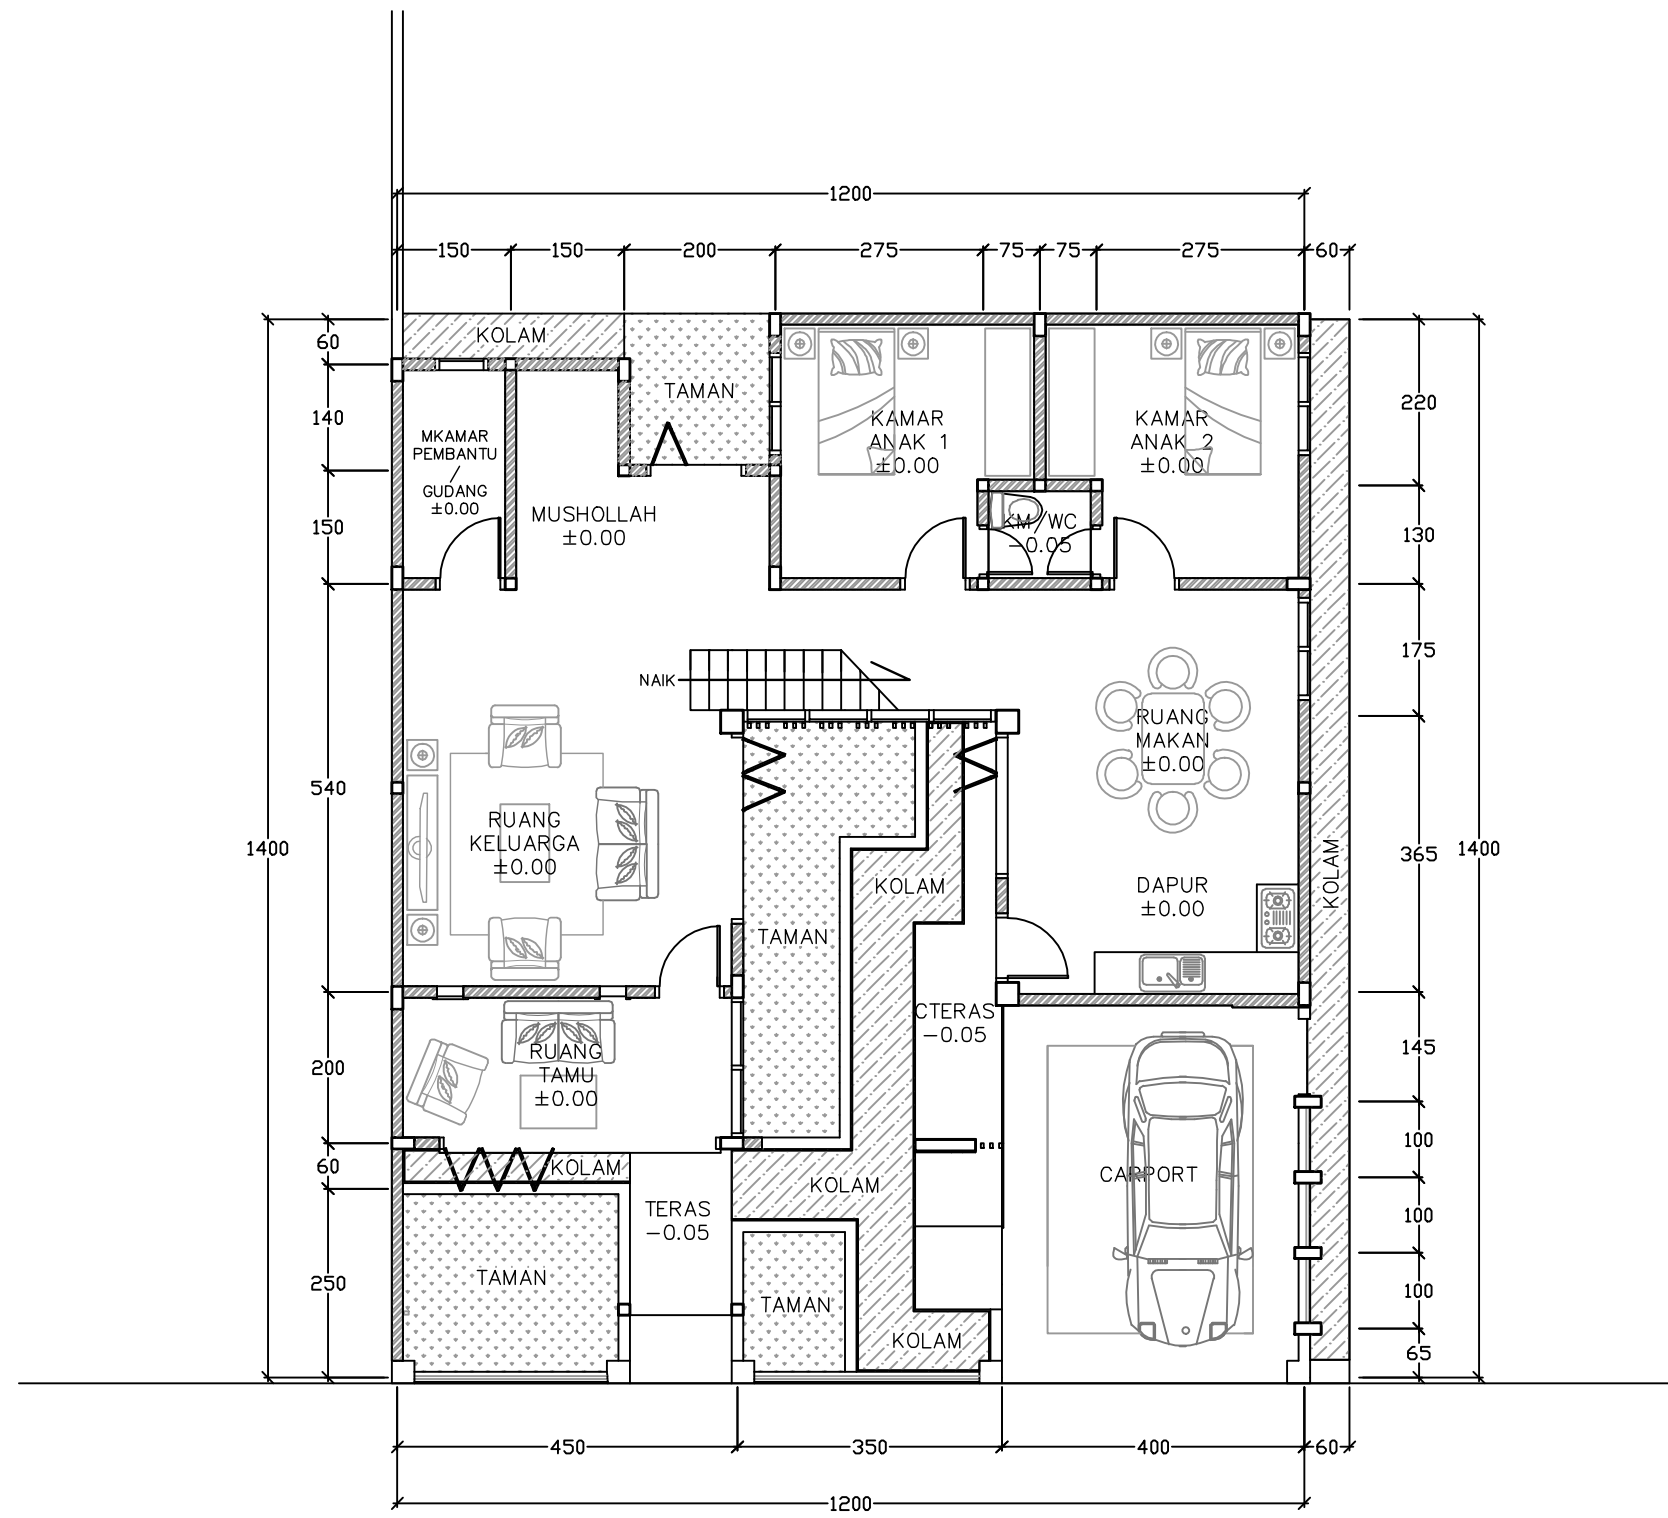 1200
150
150
200
275
75
75
275
60
KOLAM
60
TAMAN
140
220
KAMAR
ANAK 1
±0.00
KAMAR
ANAK 2
±0.00
MKAMAR
PEMBANTU
/
GUDANG
±0.00
MUSHOLLAH
±0.00
KM/WC
-0.05
150
130
175
NAIK
RUANG
MAKAN
±0.00
540
RUANG
KELUARGA
±0.00
1400
365
1400
KOLAM
KOLAM
DAPUR
±0.00
TAMAN
CTERAS
-0.05
RUANG
TAMU
±0.00
200
145
100
60
KOLAM
KOLAM
CARPORT
TERAS
-0.05
100
TAMAN
250
TAMAN
100
KOLAM
65
450
350
400
60
1200